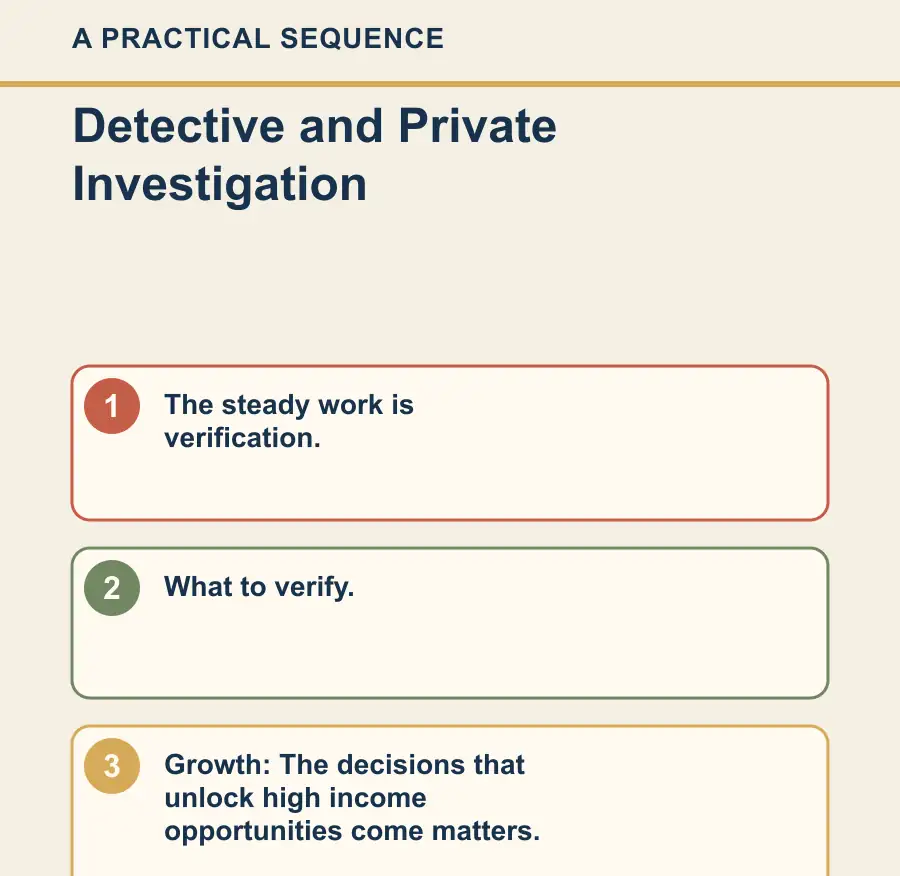 A PRACTICAL SEQUENCE
Detective and Private
Investigation
1
The steady work is
verification.
2
What to verify.
3
Growth: The decisions that
unlock high income
opportunities come matters.